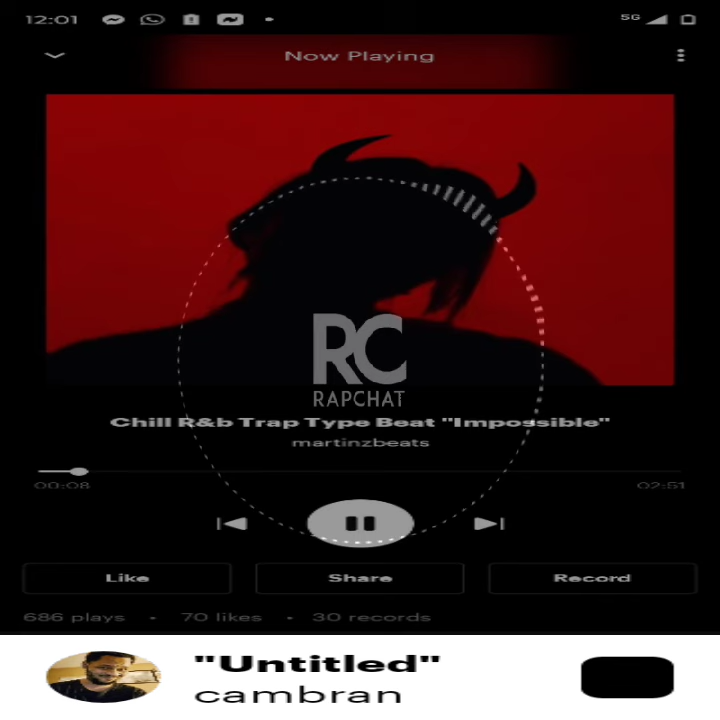 12:01
5G
Now Playing
RC
RAPCHAT
Chill R&b Trap Type Beat "Impossible"
martinzbeats
00:08
02:51
Like
Share
Record
686 plays • 70 likes • 30 records
"Untitled"
cambran